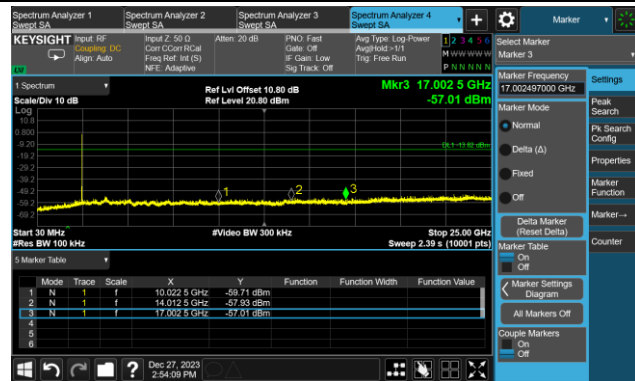 Spectrum Analyzer 1
Swept SA
Spectrum Analyzer 2
Swept SA
Spectrum Analyzer 3
Swept SA
Spectrum Analyzer 4
Swept SA
Marker
KEYSIGHT
Input: RF
Coupling: DC
Align: Auto
Input Z: 50 Ω
Corr CCorr RCal
Freq Ref: Int (S)
NFE: Adaptive
Atten: 20 dB
PNO: Fast
Gate: Off
IF Gain: Low
Sig Track: Off
Avg Type: Log-Power
Avg|Hold:>1/1
Trig: Free Run
1 2 3 4 5 6
M W W W W W
P N N N N N
Select Marker
Marker 3
1 Spectrum
Scale/Div 10 dB
Log
Ref Lvl Offset 10.80 dB
Ref Level 20.80 dBm
Mkr3 17.002 5 GHz
-57.01 dBm
10.8
0.800
-9.20
-19.2
-29.2
-39.2
-49.2
-59.2
-69.2
DL1 -13.82 dBm
1
2
3
Start 30 MHz
#Res BW 100 kHz
#Video BW 300 kHz
Stop 25.00 GHz
Sweep 2.39 s (10001 pts)
5 Marker Table
Mode Trace Scale X Y Function Function Width Function Value
1 N 1 f 10.022 5 GHz -59.71 dBm
2 N 1 f 14.012 5 GHz -57.93 dBm
3 N 1 f 17.002 5 GHz -57.01 dBm
4
5
6
Marker Frequency
17.002497000 GHz
Marker Mode
Normal
Delta (Δ)
Fixed
Off
Delta Marker
(Reset Delta)
Marker Table
On
Off
Marker Settings
Diagram
All Markers Off
Couple Markers
On
Off
Settings
Peak
Search
Pk Search
Config
Properties
Marker
Function
Marker→
Counter
?
Dec 27, 2023
2:54:09 PM